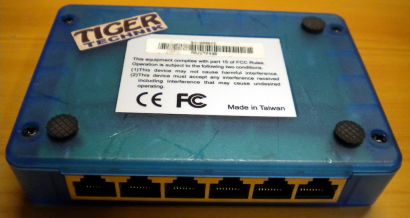 TIGER
TECHNIK
This equipment complies with part 15 of FCC Rules.
Operation is subject to the following two conditions.
(1)This device may not cause harmful interference.
(2)This device must accept any interference received
including interference that may cause undesired
operation.
CE FC
Made in Taiwan